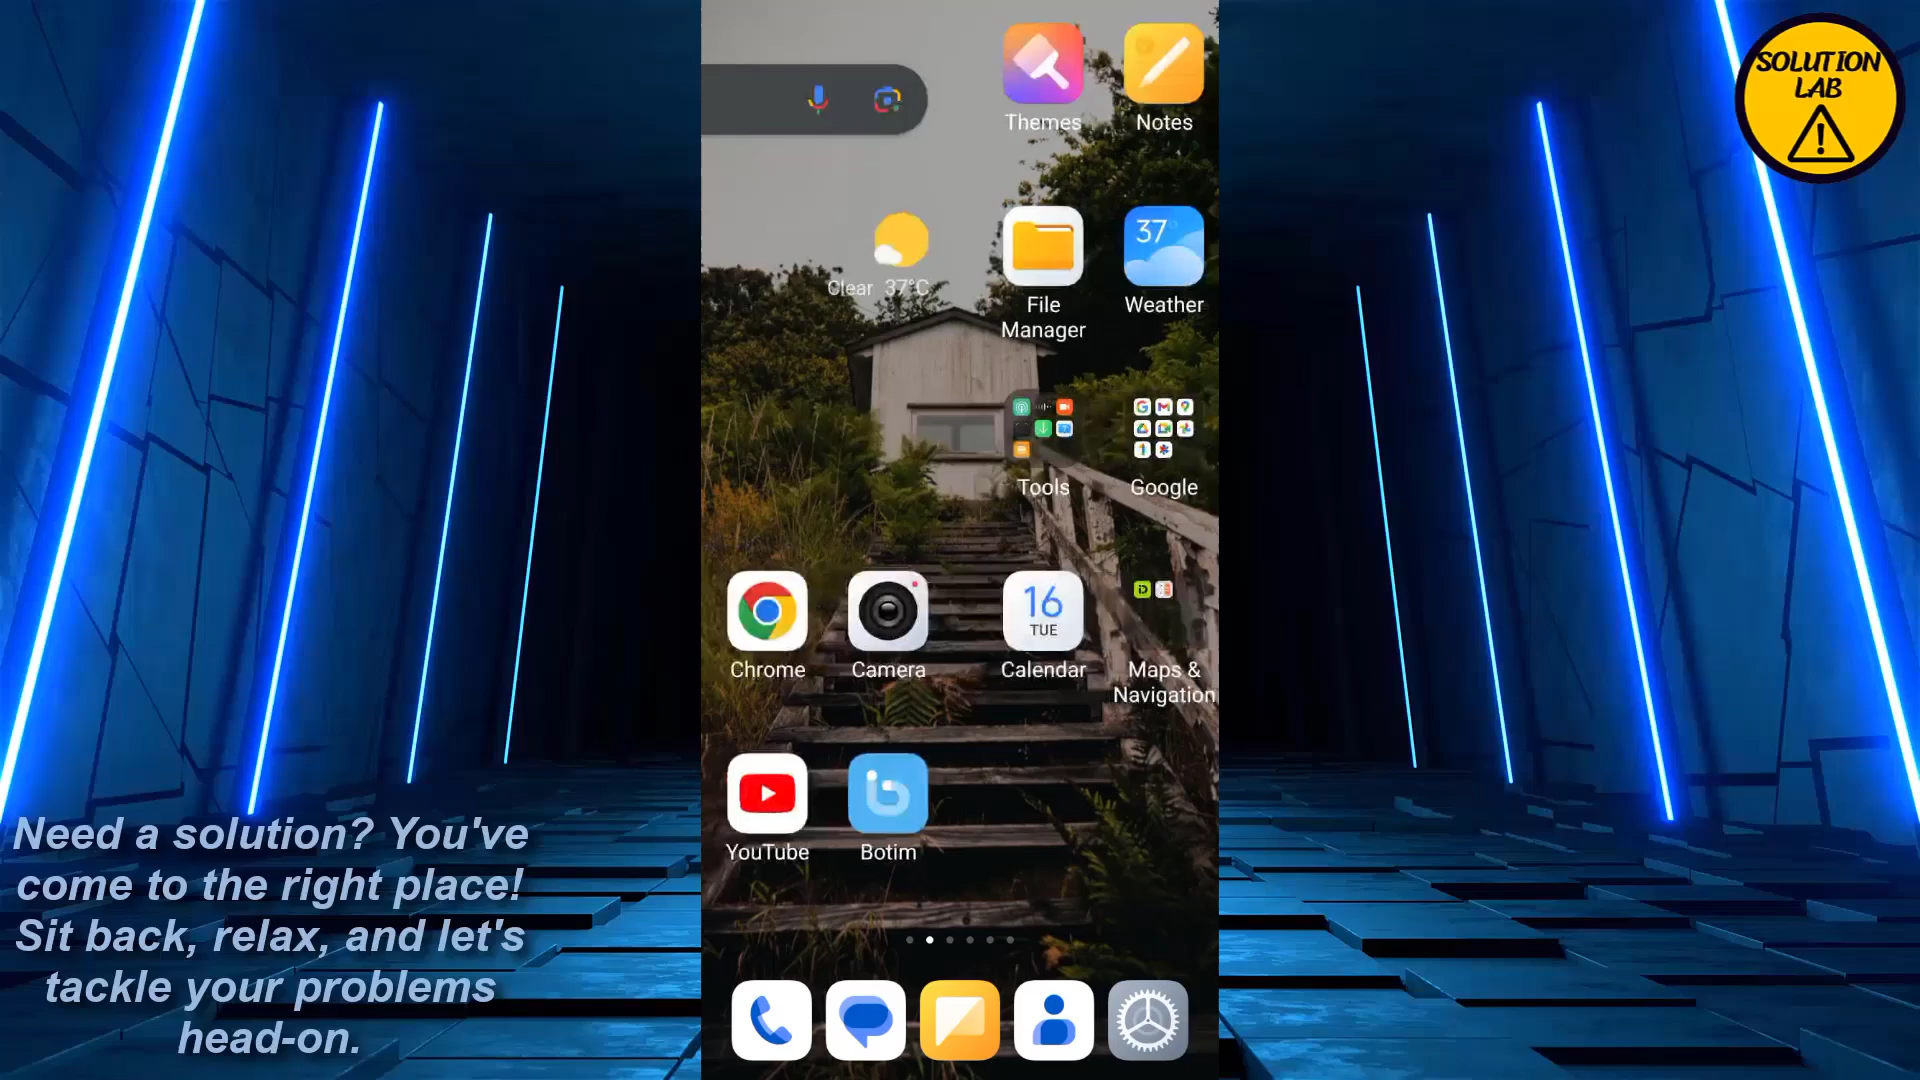 SOLUTION
LAB
Themes
Notes
37°
Clear 37°C
File
Manager
Weather
Tools
Google
16
TUE
Chrome
Camera
Calendar
Maps &
Navigation
YouTube
Botim
Need a solution? You've
come to the right place!
Sit back, relax, and let's
tackle your problems
head-on.